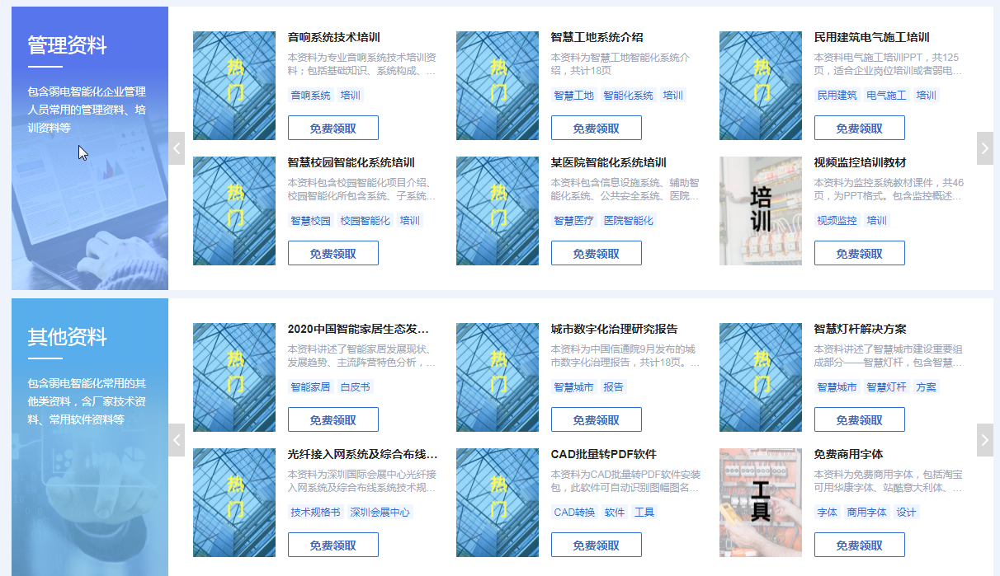 管理资料
包含弱电智能化企业管理
人员常用的管理资料、培
训资料等
热
门
音响系统技术培训
本资料为专业音响系统技术培训资
料；包括基础知识、系统构成、...
音响系统 培训
免费领取
热
门
智慧工地系统介绍
本资料为智慧工地智能化系统介
绍，共计18页
智慧工地 智能化系统 培训
免费领取
热
门
民用建筑电气施工培训
本资料电气施工培训PPT，共125
页，适合企业岗位培训或者弱电...
民用建筑 电气施工 培训
免费领取
热
门
智慧校园智能化系统培训
本资料包含校园智能化项目介绍、
校园智能化所包含系统、子系统...
智慧校园 校园智能化 培训
免费领取
热
门
某医院智能化系统培训
本资料包含信息设施系统、辅助智
能化系统、公共安全系统、医院...
智慧医疗 医院智能化
免费领取
培
训
视频监控培训教材
本资料为监控系统教材课件，共46
页，为PPT格式。包含监控概述...
视频监控 培训
免费领取
其他资料
包含弱电智能化常用的其
他类资料，含厂家技术资
料、常用软件资料等
热
门
2020中国智能家居生态发...
本资料讲述了智能家居发展现状、
发展趋势、主流阵营特色分析，...
智能家居 白皮书
免费领取
热
门
城市数字化治理研究报告
本资料为中国信通院9月发布的城
市数字化治理报告，共计18页。...
智慧城市 报告
免费领取
热
门
智慧灯杆解决方案
本资料讲述了智慧城市建设重要组
成部分——智慧灯杆，包含智慧...
智慧城市 智慧灯杆 方案
免费领取
热
门
光纤接入网系统及综合布线...
本资料为深圳国际会展中心光纤接
入网系统及综合布线系统技术规...
技术规格书 深圳会展中心
免费领取
热
门
CAD批量转PDF软件
本资料为CAD批量转PDF软件安装
包，此软件可自动识别图幅图名...
CAD转换 软件 工具
免费领取
工
具
免费商用字体
本资料为免费商用字体，包括淘宝
可用华康字体、站酷意大利体、...
字体 商用字体 设计
免费领取